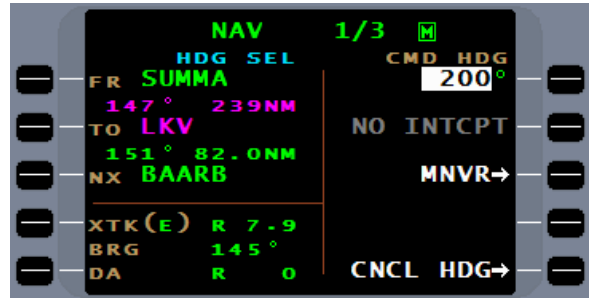 NAV 1/3 M
HDG SEL CMD HDG
FR SUMMA 200°
147° 239NM
TO LKV NO INTCPT
151° 82.0NM
NX BAARB MNVR→
XTK(E) R 7.9
BRG 145°
DA R 0 CNCL HDG→